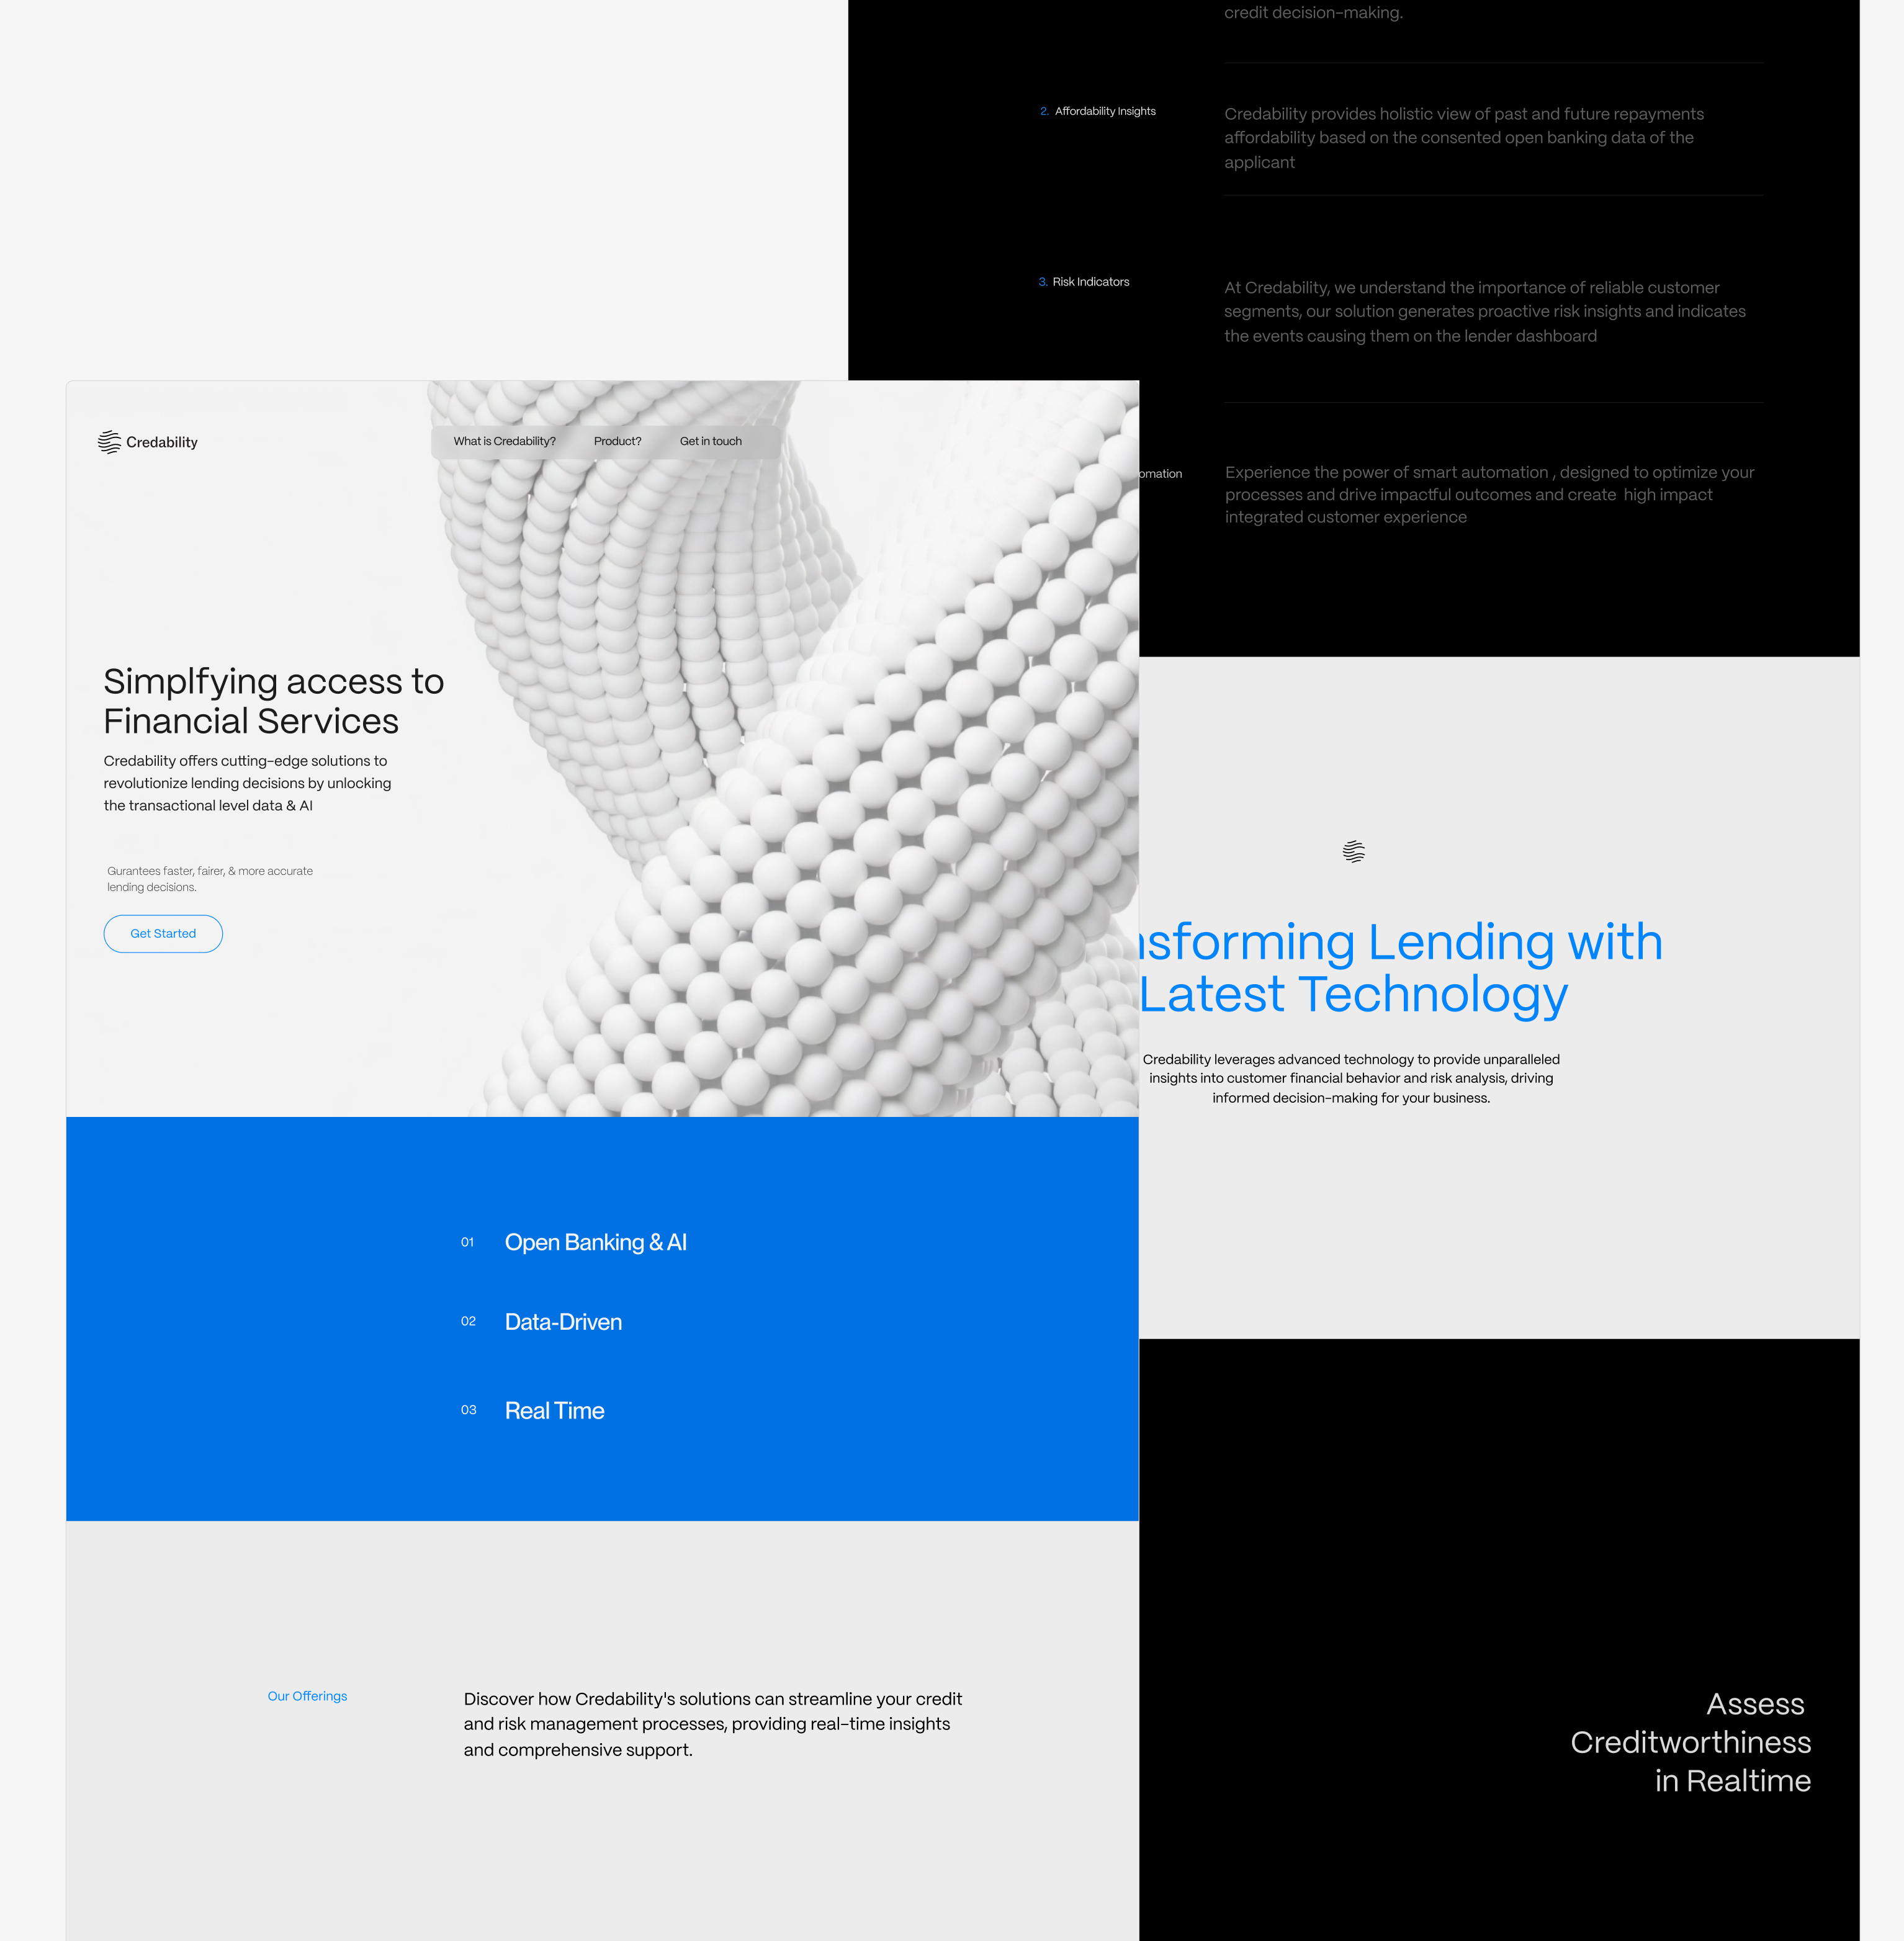 credit decision-making.
2. Affordability Insights
Credability provides holistic view of past and future repayments
affordability based on the consented open banking data of the
applicant
3. Risk Indicators
At Credability, we understand the importance of reliable customer
segments, our solution generates proactive risk insights and indicates
the events causing them on the lender dashboard
omation
Experience the power of smart automation , designed to optimize your
processes and drive impactful outcomes and create high impact
integrated customer experience
Credability
What is Credability? Product? Get in touch
Simplfying access to
Financial Services
Credability offers cutting-edge solutions to
revolutionize lending decisions by unlocking
the transactional level data & AI
Gurantees faster, fairer, & more accurate
lending decisions.
Get Started
nsforming Lending with
Latest Technology
Credability leverages advanced technology to provide unparalleled
insights into customer financial behavior and risk analysis, driving
informed decision-making for your business.
01 Open Banking & AI
02 Data-Driven
03 Real Time
Our Offerings
Discover how Credability's solutions can streamline your credit
and risk management processes, providing real-time insights
and comprehensive support.
Assess
Creditworthiness
in Realtime